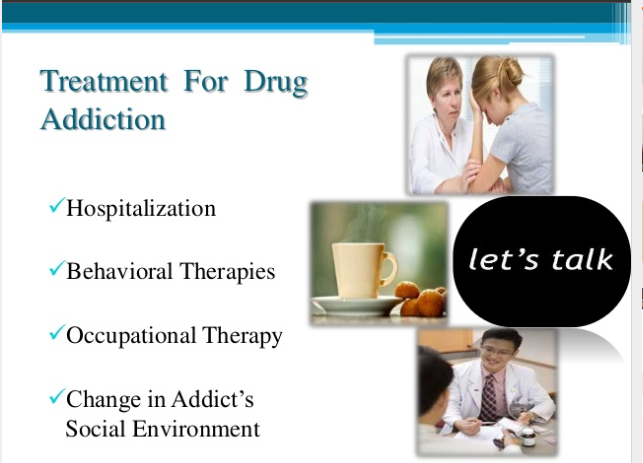 Treatment For Drug
Addiction
✓Hospitalization
✓Behavioral Therapies
✓Occupational Therapy
✓Change in Addict's
Social Environment
let's talk